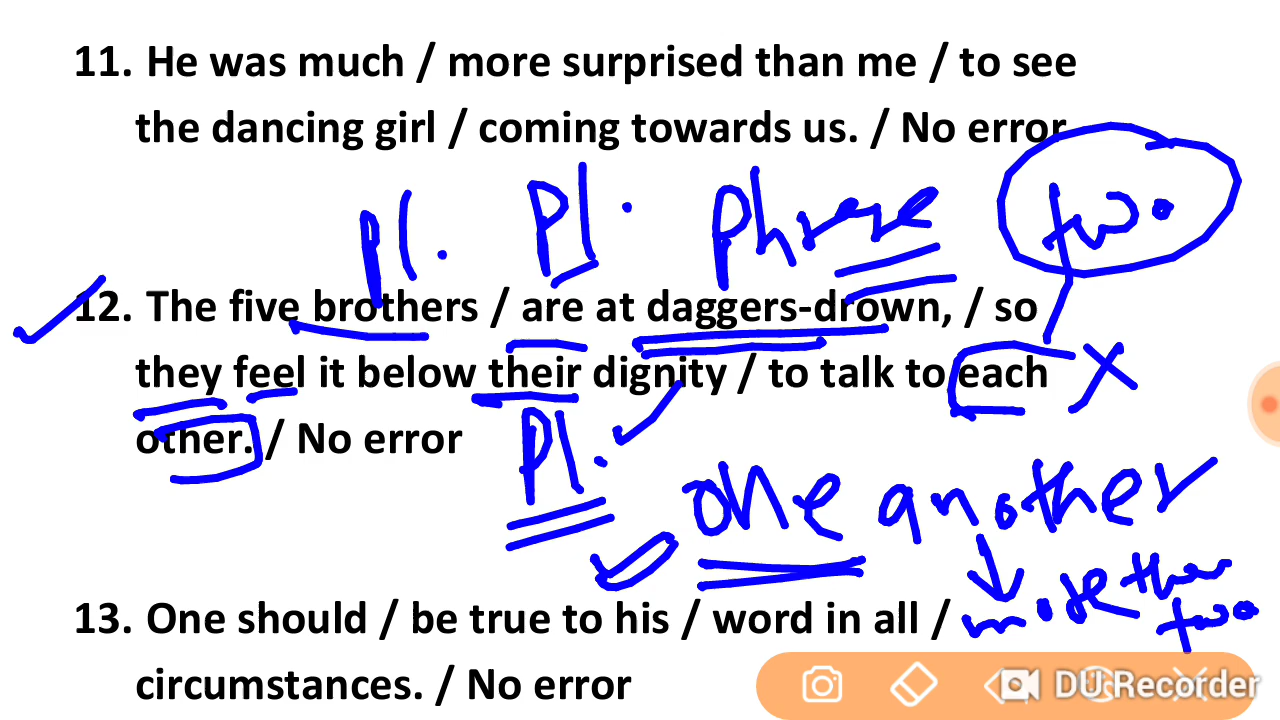 11. He was much / more surprised than me / to see
the dancing girl / coming towards us. / No error
pl. Pl. Phrase two
12. The five brothers / are at daggers-drown, / so
they feel it below their dignity / to talk to each
other. / No error
Pl.
one another
more than
two
13. One should / be true to his / word in all /
circumstances. / No error
DU Recorder